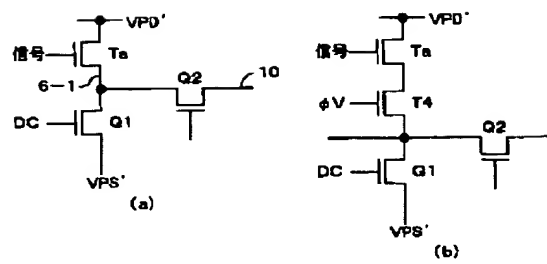 VPD'
信号
Ta
6-1
Q2
10
DC
Q1
VPS'
(a)
VPD'
信号
Ta
φV
T4
Q2
DC
Q1
VPS'
(b)